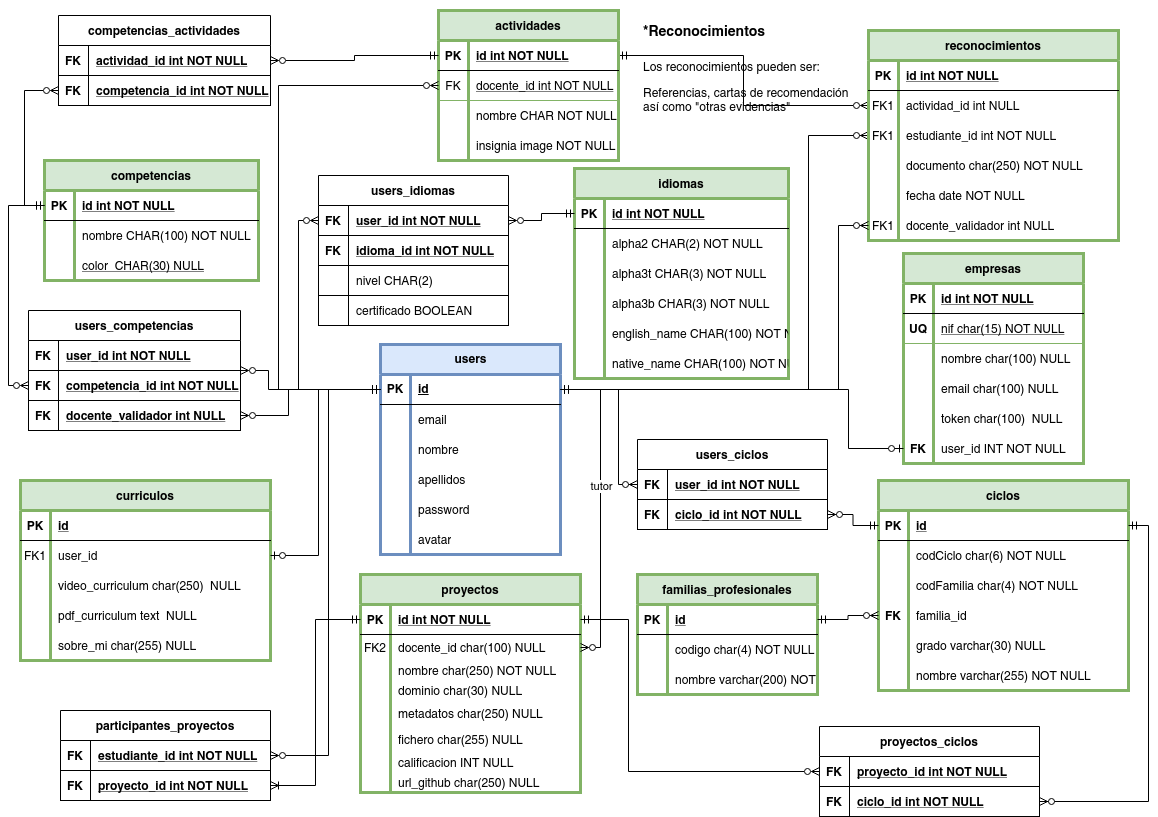 competencias_actividades
FK actividad_id int NOT NULL
FK competencia_id int NOT NULL
actividades
PK id int NOT NULL
FK docente_id int NOT NULL
nombre CHAR NOT NULL
insignia image NOT NULL
*Reconocimientos
Los reconocimientos pueden ser:
Referencias, cartas de recomendación
así como "otras evidencias"
reconocimientos
PK id int NOT NULL
FK1 actividad_id int NULL
FK1 estudiante_id int NOT NULL
documento char(250) NOT NULL
fecha date NOT NULL
FK1 docente_validador int NULL
competencias
PK id int NOT NULL
nombre CHAR(100) NOT NULL
color CHAR(30) NULL
users_idiomas
FK user_id int NOT NULL
FK idioma_id int NOT NULL
nivel CHAR(2)
certificado BOOLEAN
idiomas
PK id int NOT NULL
alpha2 CHAR(2) NOT NULL
alpha3t CHAR(3) NOT NULL
alpha3b CHAR(3) NOT NULL
english_name CHAR(100) NOT N
native_name CHAR(100) NOT N
empresas
PK id int NOT NULL
UQ nif char(15) NOT NULL
nombre char(100) NULL
email char(100) NULL
token char(100) NULL
FK user_id INT NOT NULL
users_competencias
FK user_id int NOT NULL
FK competencia_id int NOT NULL
FK docente_validador int NULL
users
PK id
email
nombre
apellidos
password
avatar
users_ciclos
FK user_id int NOT NULL
FK ciclo_id int NOT NULL
tutor
curriculos
PK id
FK1 user_id
video_curriculum char(250) NULL
pdf_curriculum text NULL
sobre_mi char(255) NULL
ciclos
PK id
codCiclo char(6) NOT NULL
codFamilia char(4) NOT NULL
FK familia_id
grado varchar(30) NULL
nombre varchar(255) NOT NULL
proyectos
PK id int NOT NULL
FK2 docente_id char(100) NULL
nombre char(250) NOT NULL
dominio char(30) NULL
metadatos char(250) NULL
fichero char(255) NULL
calificacion INT NULL
url_github char(250) NULL
familias_profesionales
PK id
codigo char(4) NOT NULL
nombre varchar(200) NOT
participantes_proyectos
FK estudiante_id int NOT NULL
FK proyecto_id int NOT NULL
proyectos_ciclos
FK proyecto_id int NOT NULL
FK ciclo_id int NOT NULL